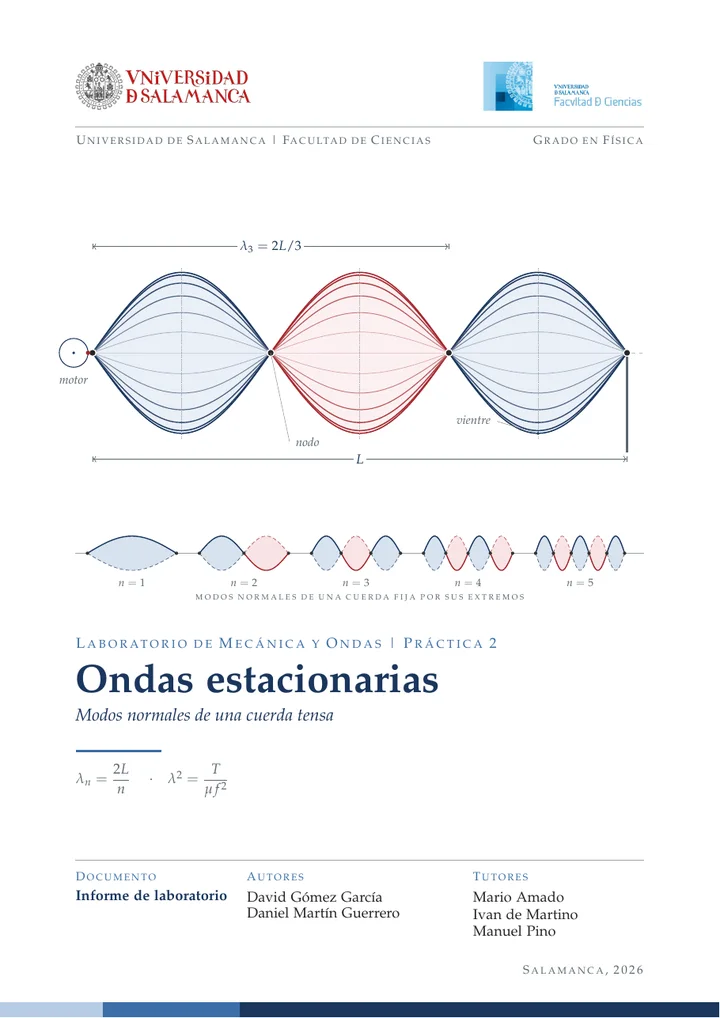 VNiVERSiDAD
Ð SALAMANCA
VNiVERSiDAD
Ð SALAMANCA
Facvltad Ð Ciencias
UNIVERSIDAD DE SALAMANCA | FACULTAD DE CIENCIAS
GRADO EN FÍSICA
λ₃ = 2L/3
motor
nodo
vientre
L
n = 1
n = 2
n = 3
n = 4
n = 5
MODOS NORMALES DE UNA CUERDA FIJA POR SUS EXTREMOS
LABORATORIO DE MECÁNICA Y ONDAS | PRÁCTICA 2
Ondas estacionarias
Modos normales de una cuerda tensa
λₙ = 2L/n · λ² = T/μf²
DOCUMENTO
Informe de laboratorio
AUTORES
David Gómez García
Daniel Martín Guerrero
TUTORES
Mario Amado
Ivan de Martino
Manuel Pino
SALAMANCA, 2026